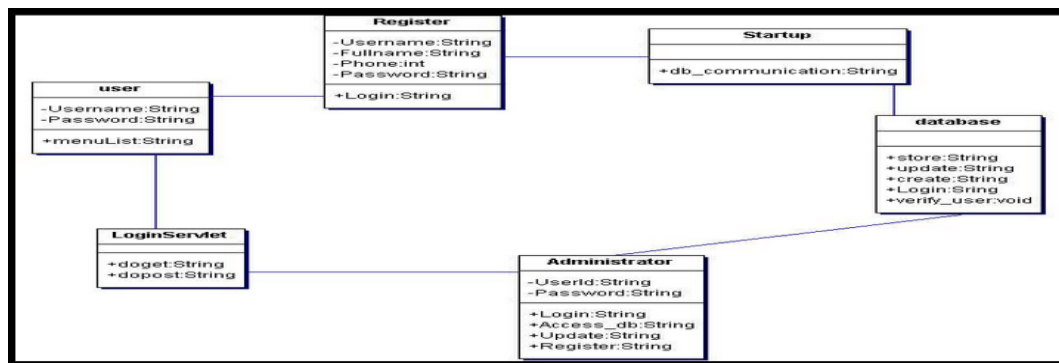 Register
-Username:String
-Fullname:String
-Phone:int
-Password:String
+Login:String
Startup
+db_communication:String
user
-Username:String
-Password:String
+menuList:String
database
+store:String
+update:String
+create:String
+Login:Sring
+verify_user:void
LoginServlet
+doget:String
+dopost:String
Administrator
-UserId:String
-Password:String
+Login:String
+Access_db:String
+Update:String
+Register:String